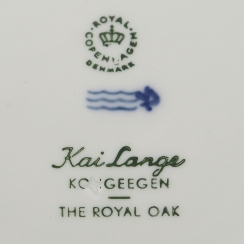 ROYAL
COPENHAGEN
DENMARK
Kai Lange
KONGEEGEN
THE ROYAL OAK